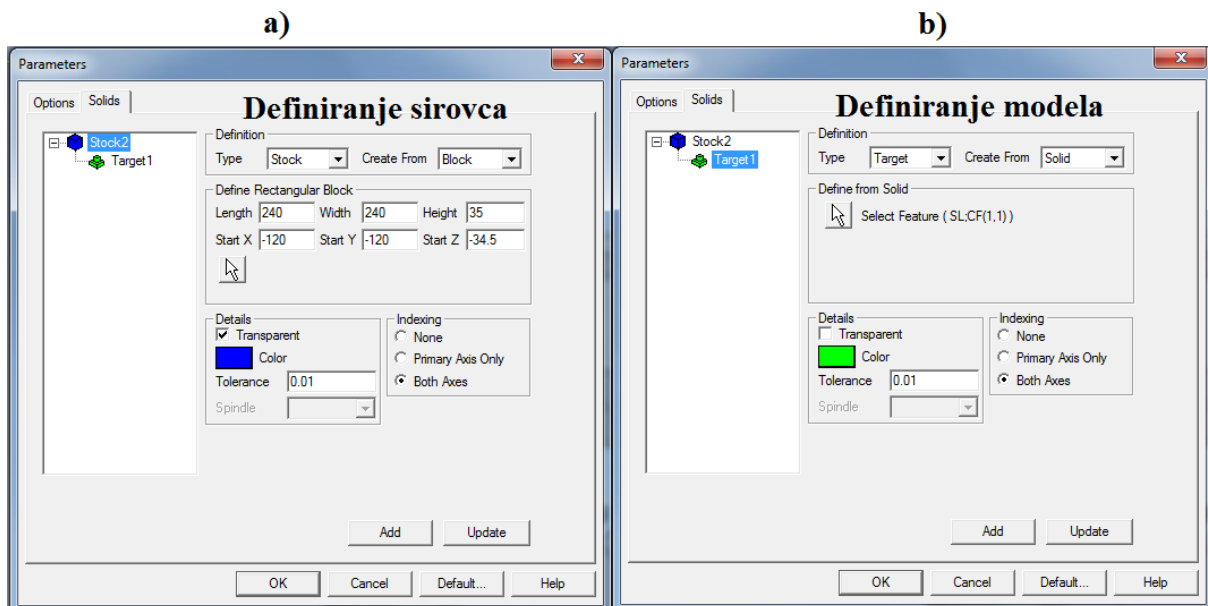 a)
Parameters
Options Solids
Definiranje sirovca
Stock2
Target1
Definition
Type Stock Create From Block
Define Rectangular Block
Length 240 Width 240 Height 35
Start X -120 Start Y -120 Start Z -34.5
Details
Transparent
Color
Tolerance 0.01
Spindle
Indexing
None
Primary Axis Only
Both Axes
Add Update
OK Cancel Default... Help
b)
Parameters
Options Solids
Definiranje modela
Stock2
Target1
Definition
Type Target Create From Solid
Define from Solid
Select Feature ( SL;CF(1,1) )
Details
Transparent
Color
Tolerance 0.01
Spindle
Indexing
None
Primary Axis Only
Both Axes
Add Update
OK Cancel Default... Help